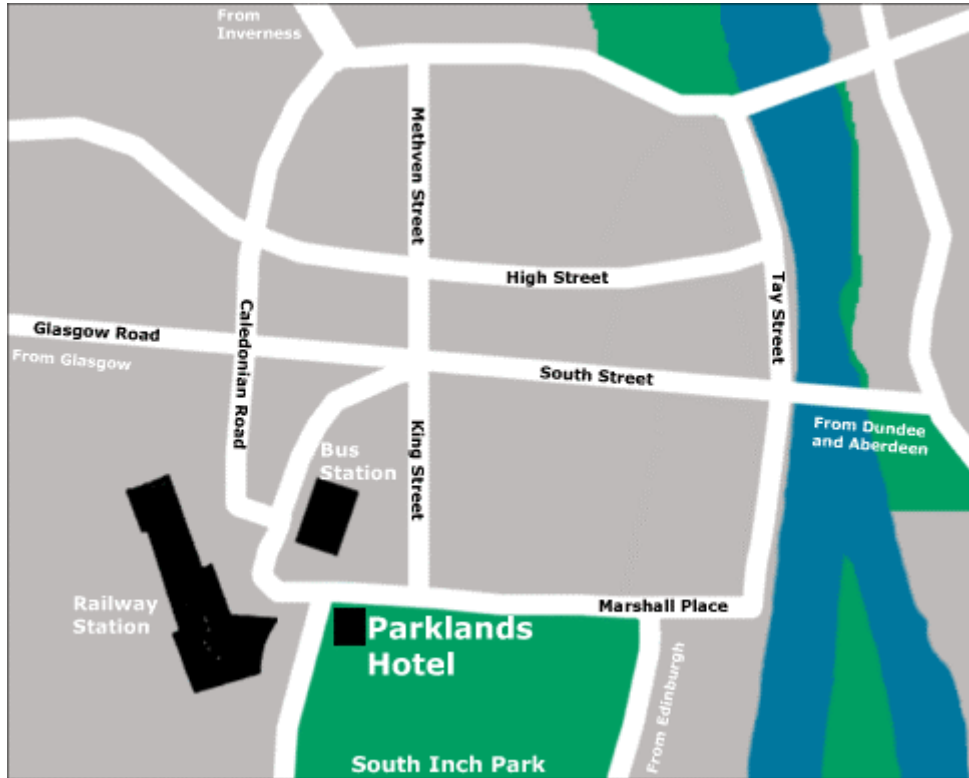 From
Inverness
Methven Street
High Street
Tay Street
Caledonian Road
Glasgow Road
From Glasgow
South Street
From Dundee
and Aberdeen
King Street
Bus
Station
Railway
Station
Marshall Place
Parklands
Hotel
From Edinburgh
South Inch Park